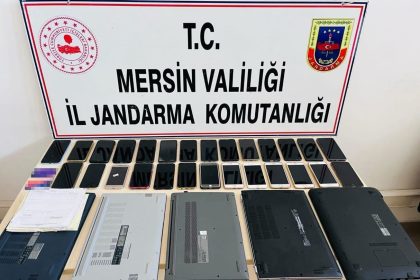 T.C.
MERSİN VALİLİĞİ
İL JANDARMA KOMUTANLIĞI